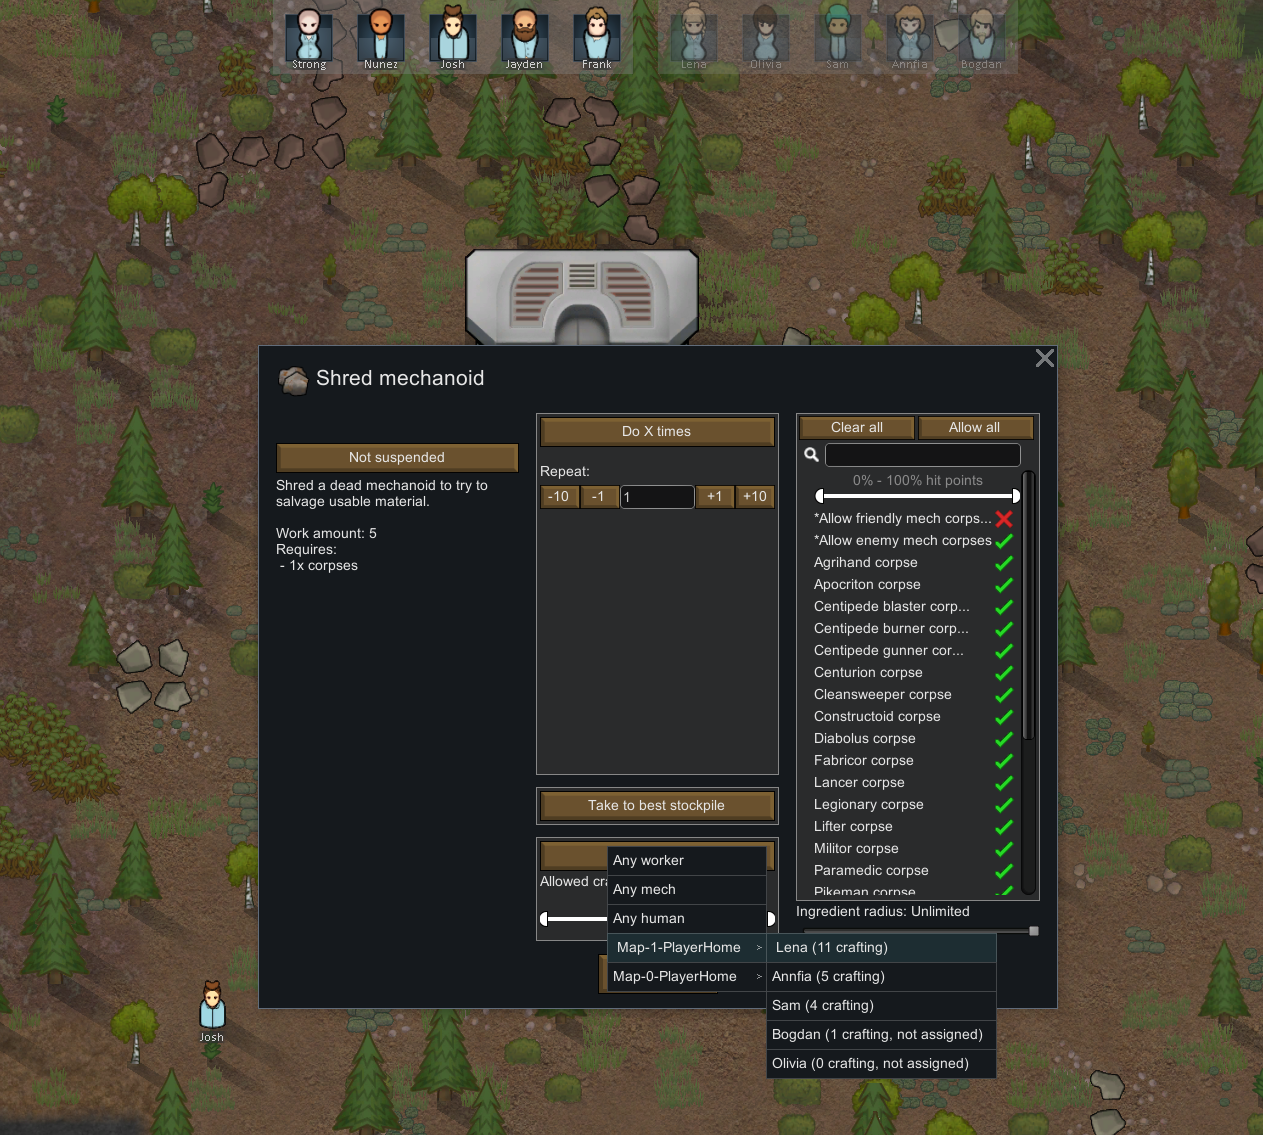 Strong
Nunez
Josh
Jayden
Frank
Lena
Olivia
Sam
Annfia
Bogdan
Shred mechanoid
Not suspended
Shred a dead mechanoid to try to
salvage usable material.
Work amount: 5
Requires:
- 1x corpses
Do X times
Repeat:
-10
-1
1
+1
+10
Take to best stockpile
Allowed
Any worker
Any mech
Any human
Map-1-PlayerHome >
Map-0-PlayerHome >
Lena (11 crafting)
Annfia (5 crafting)
Sam (4 crafting)
Bogdan (1 crafting, not assigned)
Olivia (0 crafting, not assigned)
Clear all
Allow all
0% - 100% hit points
*Allow friendly mech corps...
*Allow enemy mech corpses
Agrihand corpse
Apocriton corpse
Centipede blaster corp...
Centipede burner corp...
Centipede gunner cor...
Centurion corpse
Cleansweeper corpse
Constructoid corpse
Diabolus corpse
Fabricor corpse
Lancer corpse
Legionary corpse
Lifter corpse
Militor corpse
Paramedic corpse
Pikeman corpse
Ingredient radius: Unlimited
Josh